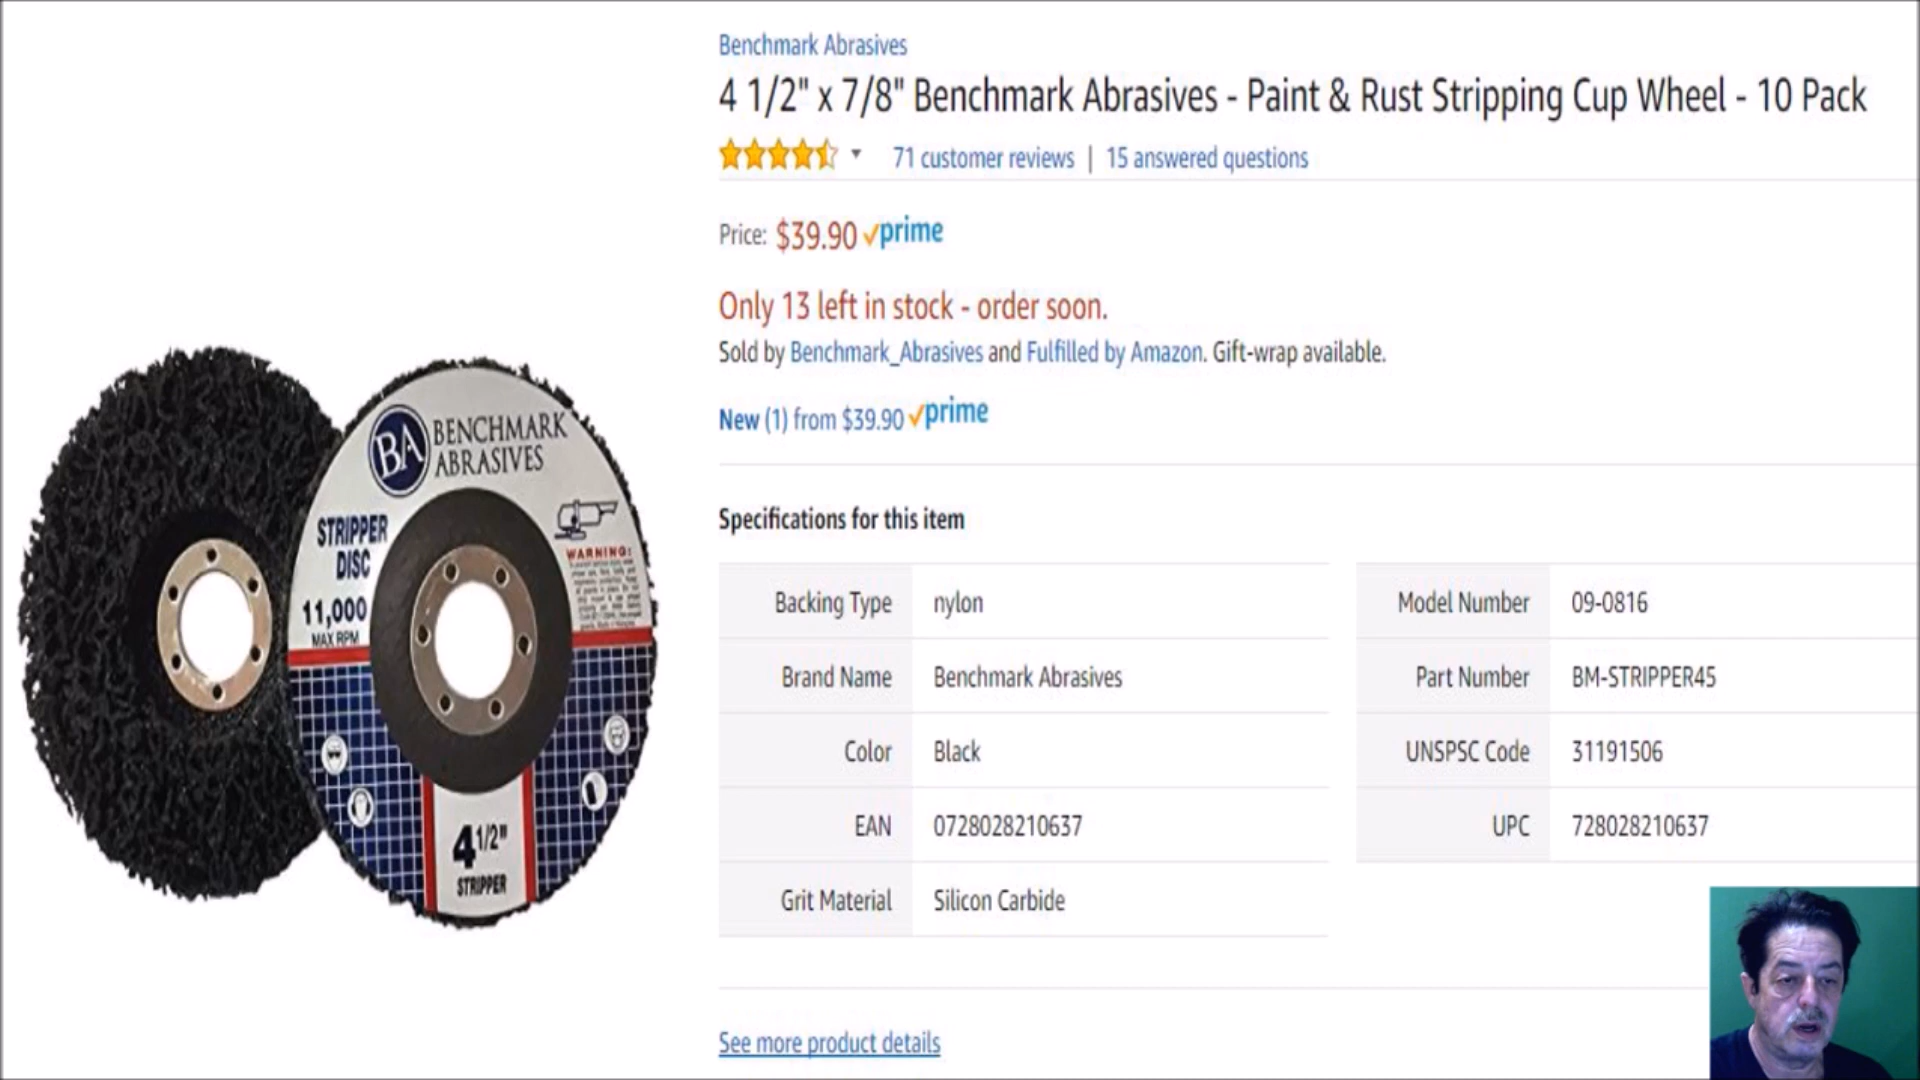 Benchmark Abrasives
4 1/2" x 7/8" Benchmark Abrasives - Paint & Rust Stripping Cup Wheel - 10 Pack
71 customer reviews | 15 answered questions
Price: $39.90 prime
Only 13 left in stock - order soon.
Sold by Benchmark_Abrasives and Fulfilled by Amazon. Gift-wrap available.
New (1) from $39.90 prime
Specifications for this item
Backing Type nylon
Brand Name Benchmark Abrasives
Color Black
EAN 0728028210637
Grit Material Silicon Carbide
Model Number 09-0816
Part Number BM-STRIPPER45
UNSPSC Code 31191506
UPC 728028210637
See more product details
BA BENCHMARK
ABRASIVES
STRIPPER
DISC
11,000
MAX RPM
WARNING:
4 1/2"
STRIPPER